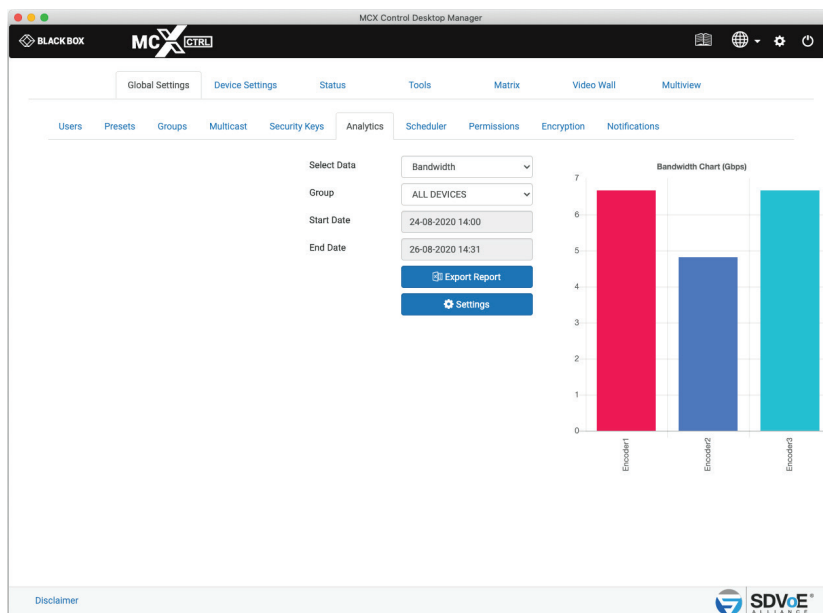 MCX Control Desktop Manager
BLACK BOX MCX CTRL
Global Settings Device Settings Status Tools Matrix Video Wall Multiview
Users Presets Groups Multicast Security Keys Analytics Scheduler Permissions Encryption Notifications
Select Data Bandwidth
Group ALL DEVICES
Start Date 24-08-2020 14:00
End Date 26-08-2020 14:31
Export Report
Settings
Bandwidth Chart (Gbps)
7
6
5
4
3
2
1
0
Encoder1 Encoder2 Encoder3
Disclaimer
SDVoE®
ALLIANCE